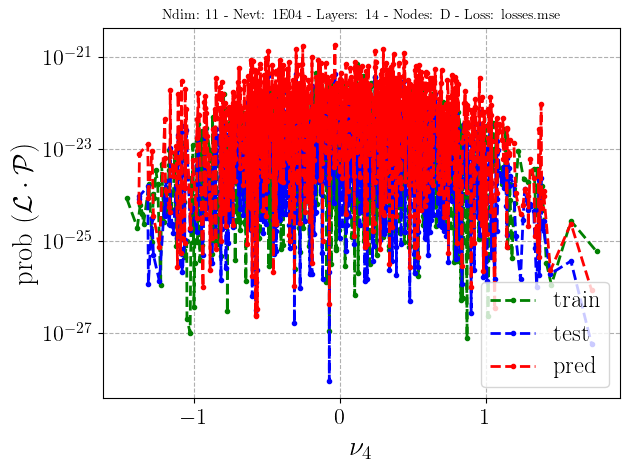 Ndim: 11 - Nevt: 1E04 - Layers: 14 - Nodes: D - Loss: losses.mse
10⁻²¹
10⁻²³
10⁻²⁵
10⁻²⁷
prob (𝓛 · 𝓟)
train
test
pred
−1 0 1
ν₄